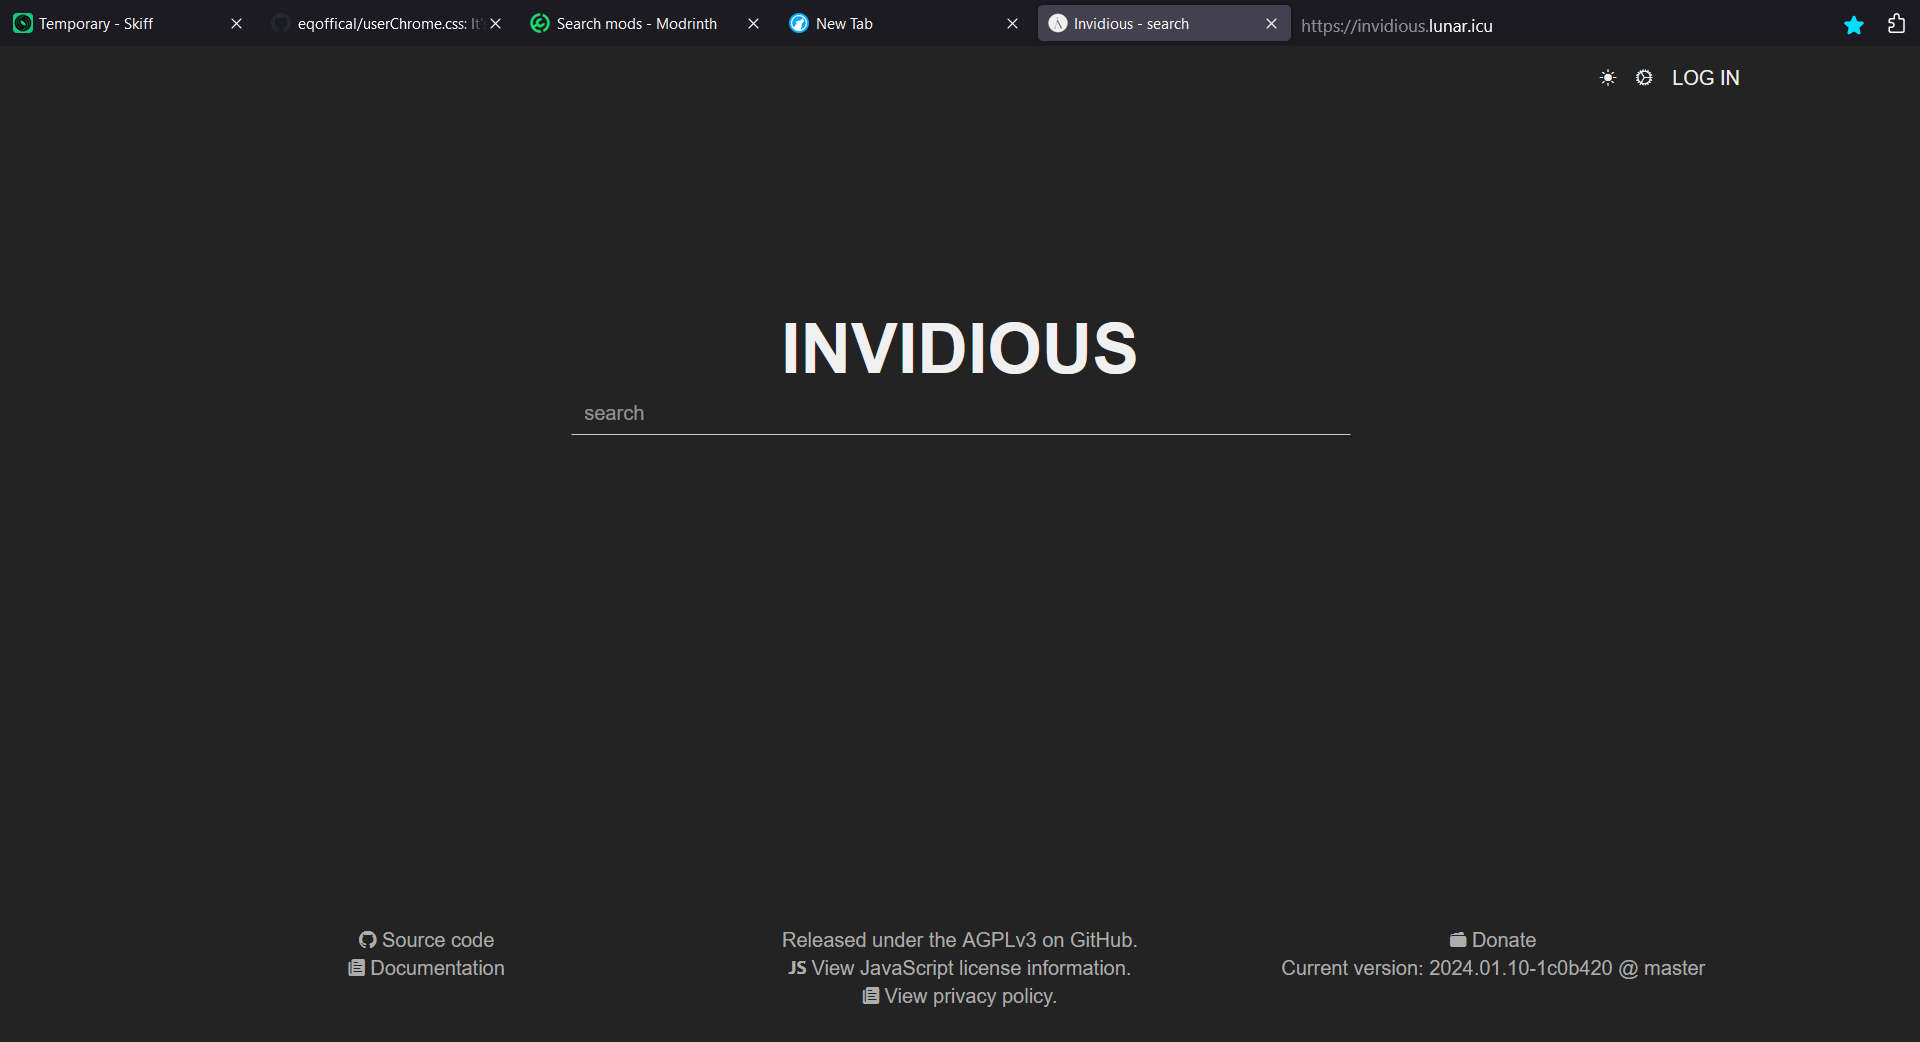 Temporary - Skiff
eqoffical/userChrome.css: It's
Search mods - Modrinth
New Tab
Invidious - search
https://invidious.lunar.icu
LOG IN
INVIDIOUS
search
Source code
Documentation
Released under the AGPLv3 on GitHub.
JS View JavaScript license information.
View privacy policy.
Donate
Current version: 2024.01.10-1c0b420 @ master